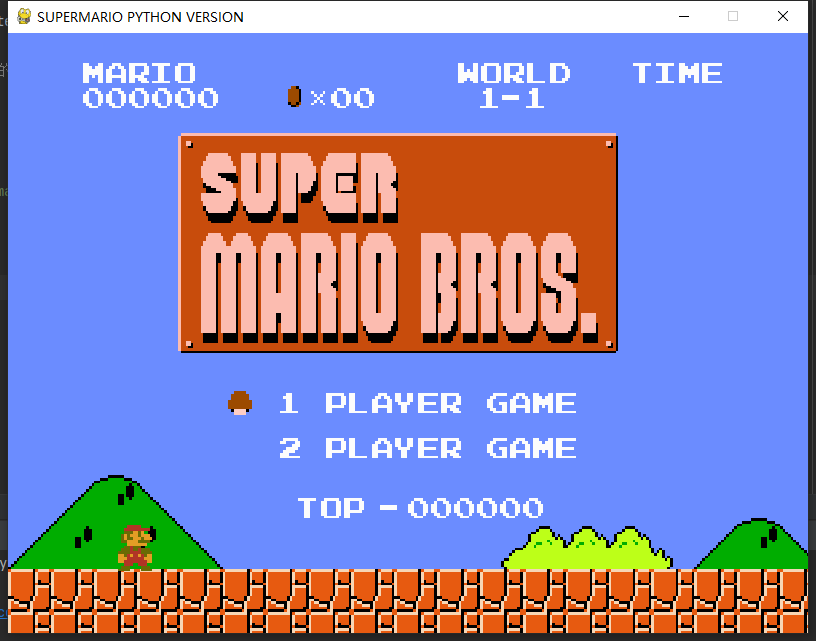 SUPERMARIO PYTHON VERSION
MARIO WORLD TIME
000000 ×00 1-1
SUPER
MARIO BROS.
1 PLAYER GAME
2 PLAYER GAME
TOP - 000000